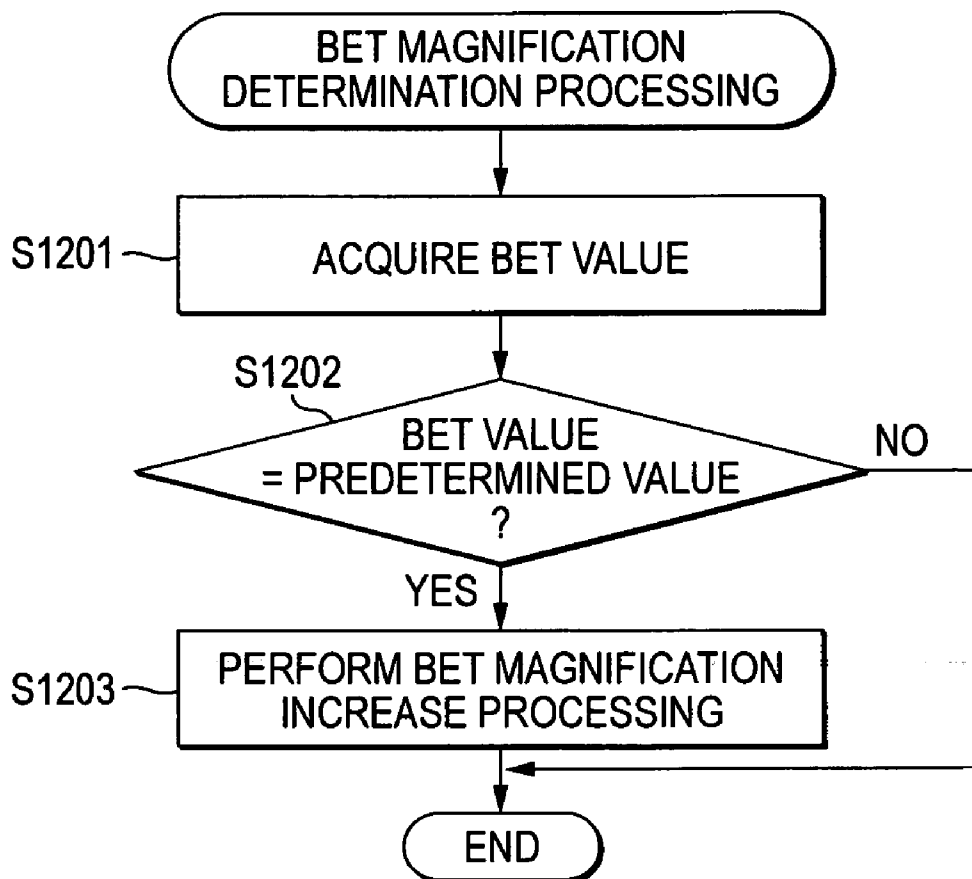 BET MAGNIFICATION
DETERMINATION PROCESSING
S1201
ACQUIRE BET VALUE
S1202
BET VALUE
= PREDETERMINED VALUE
?
NO
YES
S1203
PERFORM BET MAGNIFICATION
INCREASE PROCESSING
END